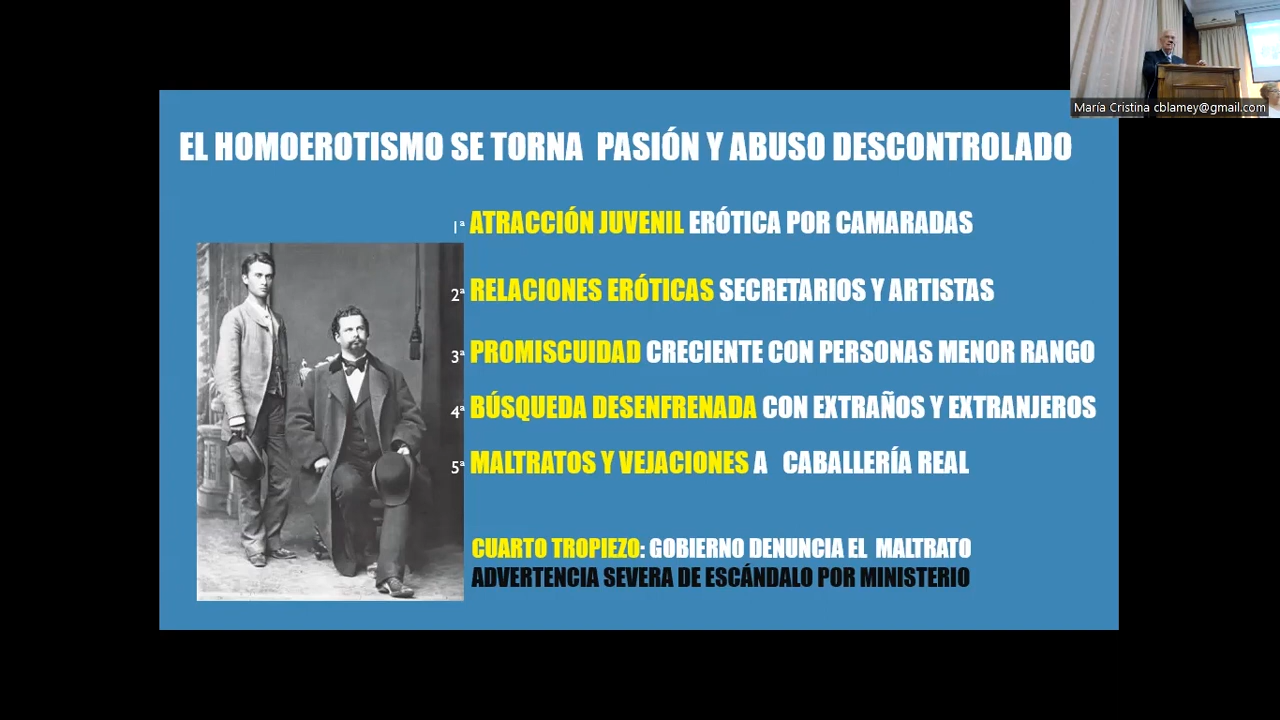 María Cristina cblamey@gmail.com
EL HOMOEROTISMO SE TORNA PASIÓN Y ABUSO DESCONTROLADO
1ª ATRACCIÓN JUVENIL ERÓTICA POR CAMARADAS
2ª RELACIONES ERÓTICAS SECRETARIOS Y ARTISTAS
3ª PROMISCUIDAD CRECIENTE CON PERSONAS MENOR RANGO
4ª BÚSQUEDA DESENFRENADA CON EXTRAÑOS Y EXTRANJEROS
5ª MALTRATOS Y VEJACIONES A CABALLERÍA REAL
CUARTO TROPIEZO: GOBIERNO DENUNCIA EL MALTRATO
ADVERTENCIA SEVERA DE ESCÁNDALO POR MINISTERIO